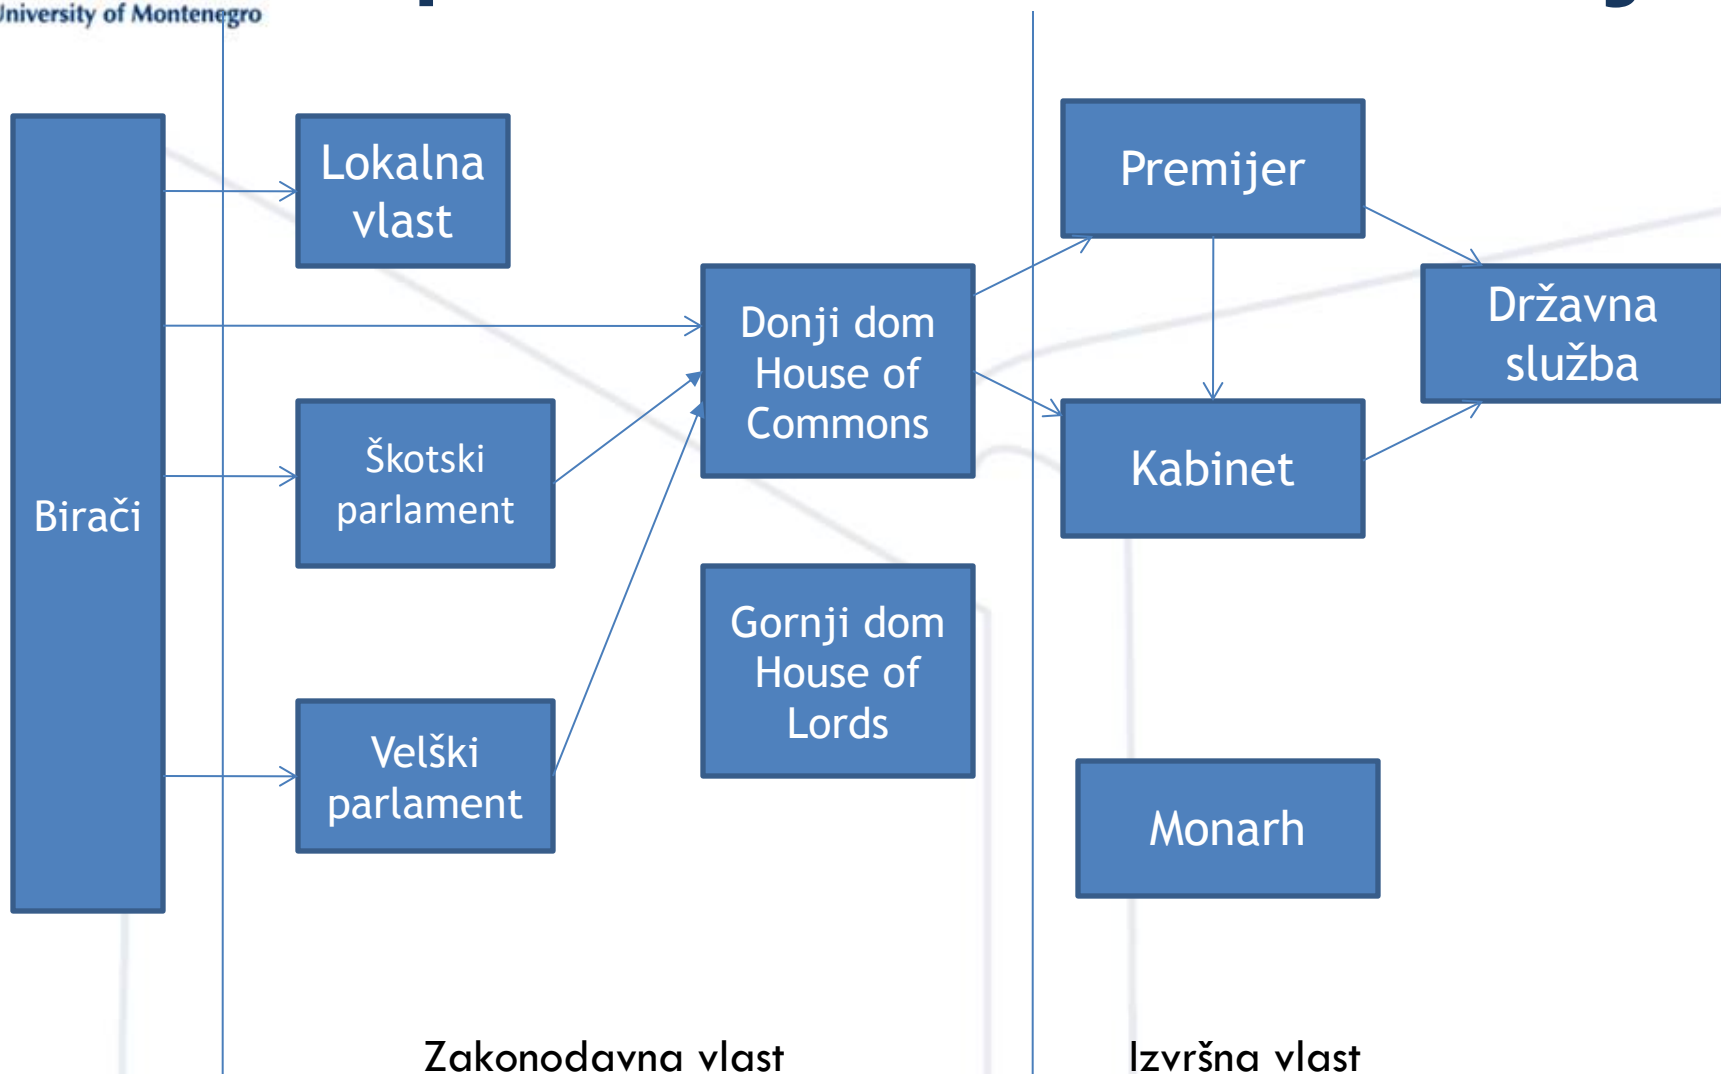 University of Montenegro
Lokalna
vlast
Premijer
Donji dom
House of
Commons
Državna
služba
Birači
Škotski
parlament
Kabinet
Gornji dom
House of
Lords
Velški
parlament
Monarh
Zakonodavna vlast
Izvršna vlast